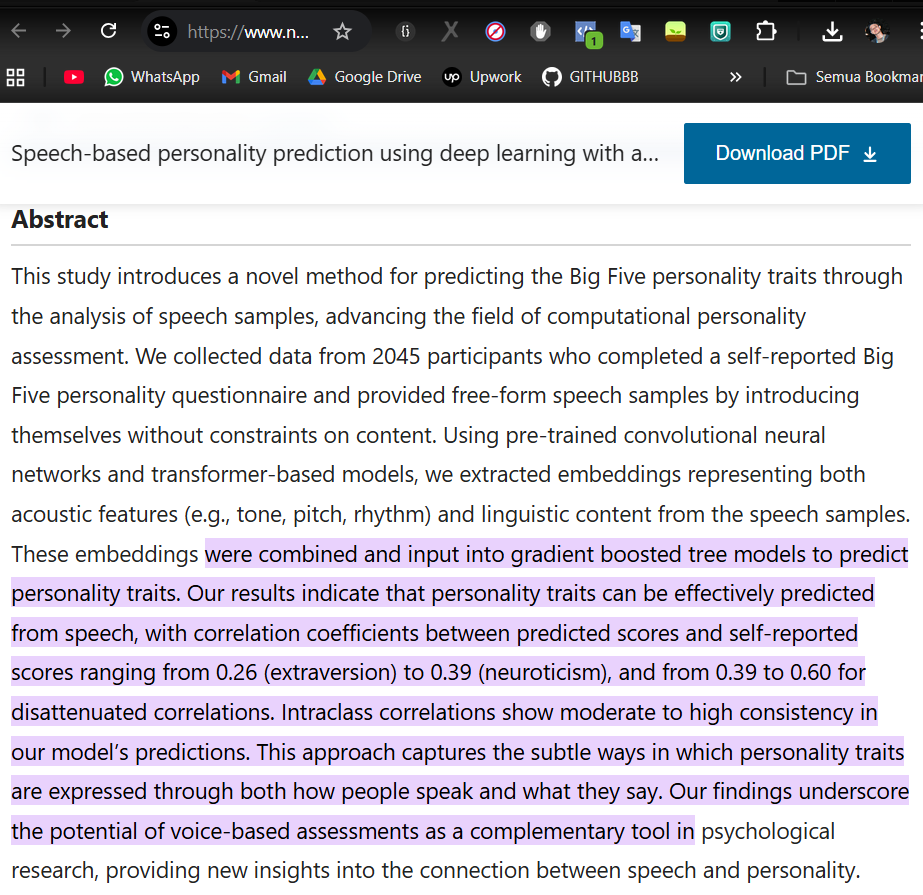 https://www.n...
1
WhatsApp
Gmail
Google Drive
up Upwork
GITHUBBB
»
Semua Bookmar
Speech-based personality prediction using deep learning with a...
Download PDF
Abstract
This study introduces a novel method for predicting the Big Five personality traits through
the analysis of speech samples, advancing the field of computational personality
assessment. We collected data from 2045 participants who completed a self-reported Big
Five personality questionnaire and provided free-form speech samples by introducing
themselves without constraints on content. Using pre-trained convolutional neural
networks and transformer-based models, we extracted embeddings representing both
acoustic features (e.g., tone, pitch, rhythm) and linguistic content from the speech samples.
These embeddings were combined and input into gradient boosted tree models to predict
personality traits. Our results indicate that personality traits can be effectively predicted
from speech, with correlation coefficients between predicted scores and self-reported
scores ranging from 0.26 (extraversion) to 0.39 (neuroticism), and from 0.39 to 0.60 for
disattenuated correlations. Intraclass correlations show moderate to high consistency in
our model’s predictions. This approach captures the subtle ways in which personality traits
are expressed through both how people speak and what they say. Our findings underscore
the potential of voice-based assessments as a complementary tool in psychological
research, providing new insights into the connection between speech and personality.